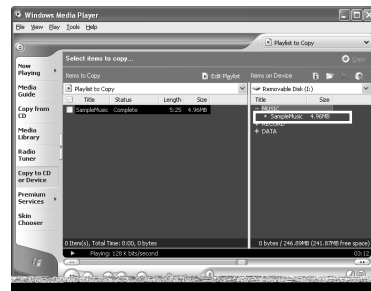 Windows Media Player
File View Play Tools Help
Playlist to Copy
Select items to copy...
Copy
Now
Playing
Media
Guide
Copy from
CD
Media
Library
Radio
Tuner
Copy to CD
or Device
Premium
Services
Skin
Chooser
Items to Copy
Edit Playlist
Items on Device
Playlist to Copy
Removable Disk (I:)
Title Status Length Size
Title Size
SampleMusic Complete 5:25 4.96MB
MUSIC
SampleMusic 4.96MB
RECORD
DATA
0 Item(s), Total Time: 0:00, 0 bytes
0 bytes / 246.89MB (241.87MB free space)
Playing: 128 K bits/second
03:12